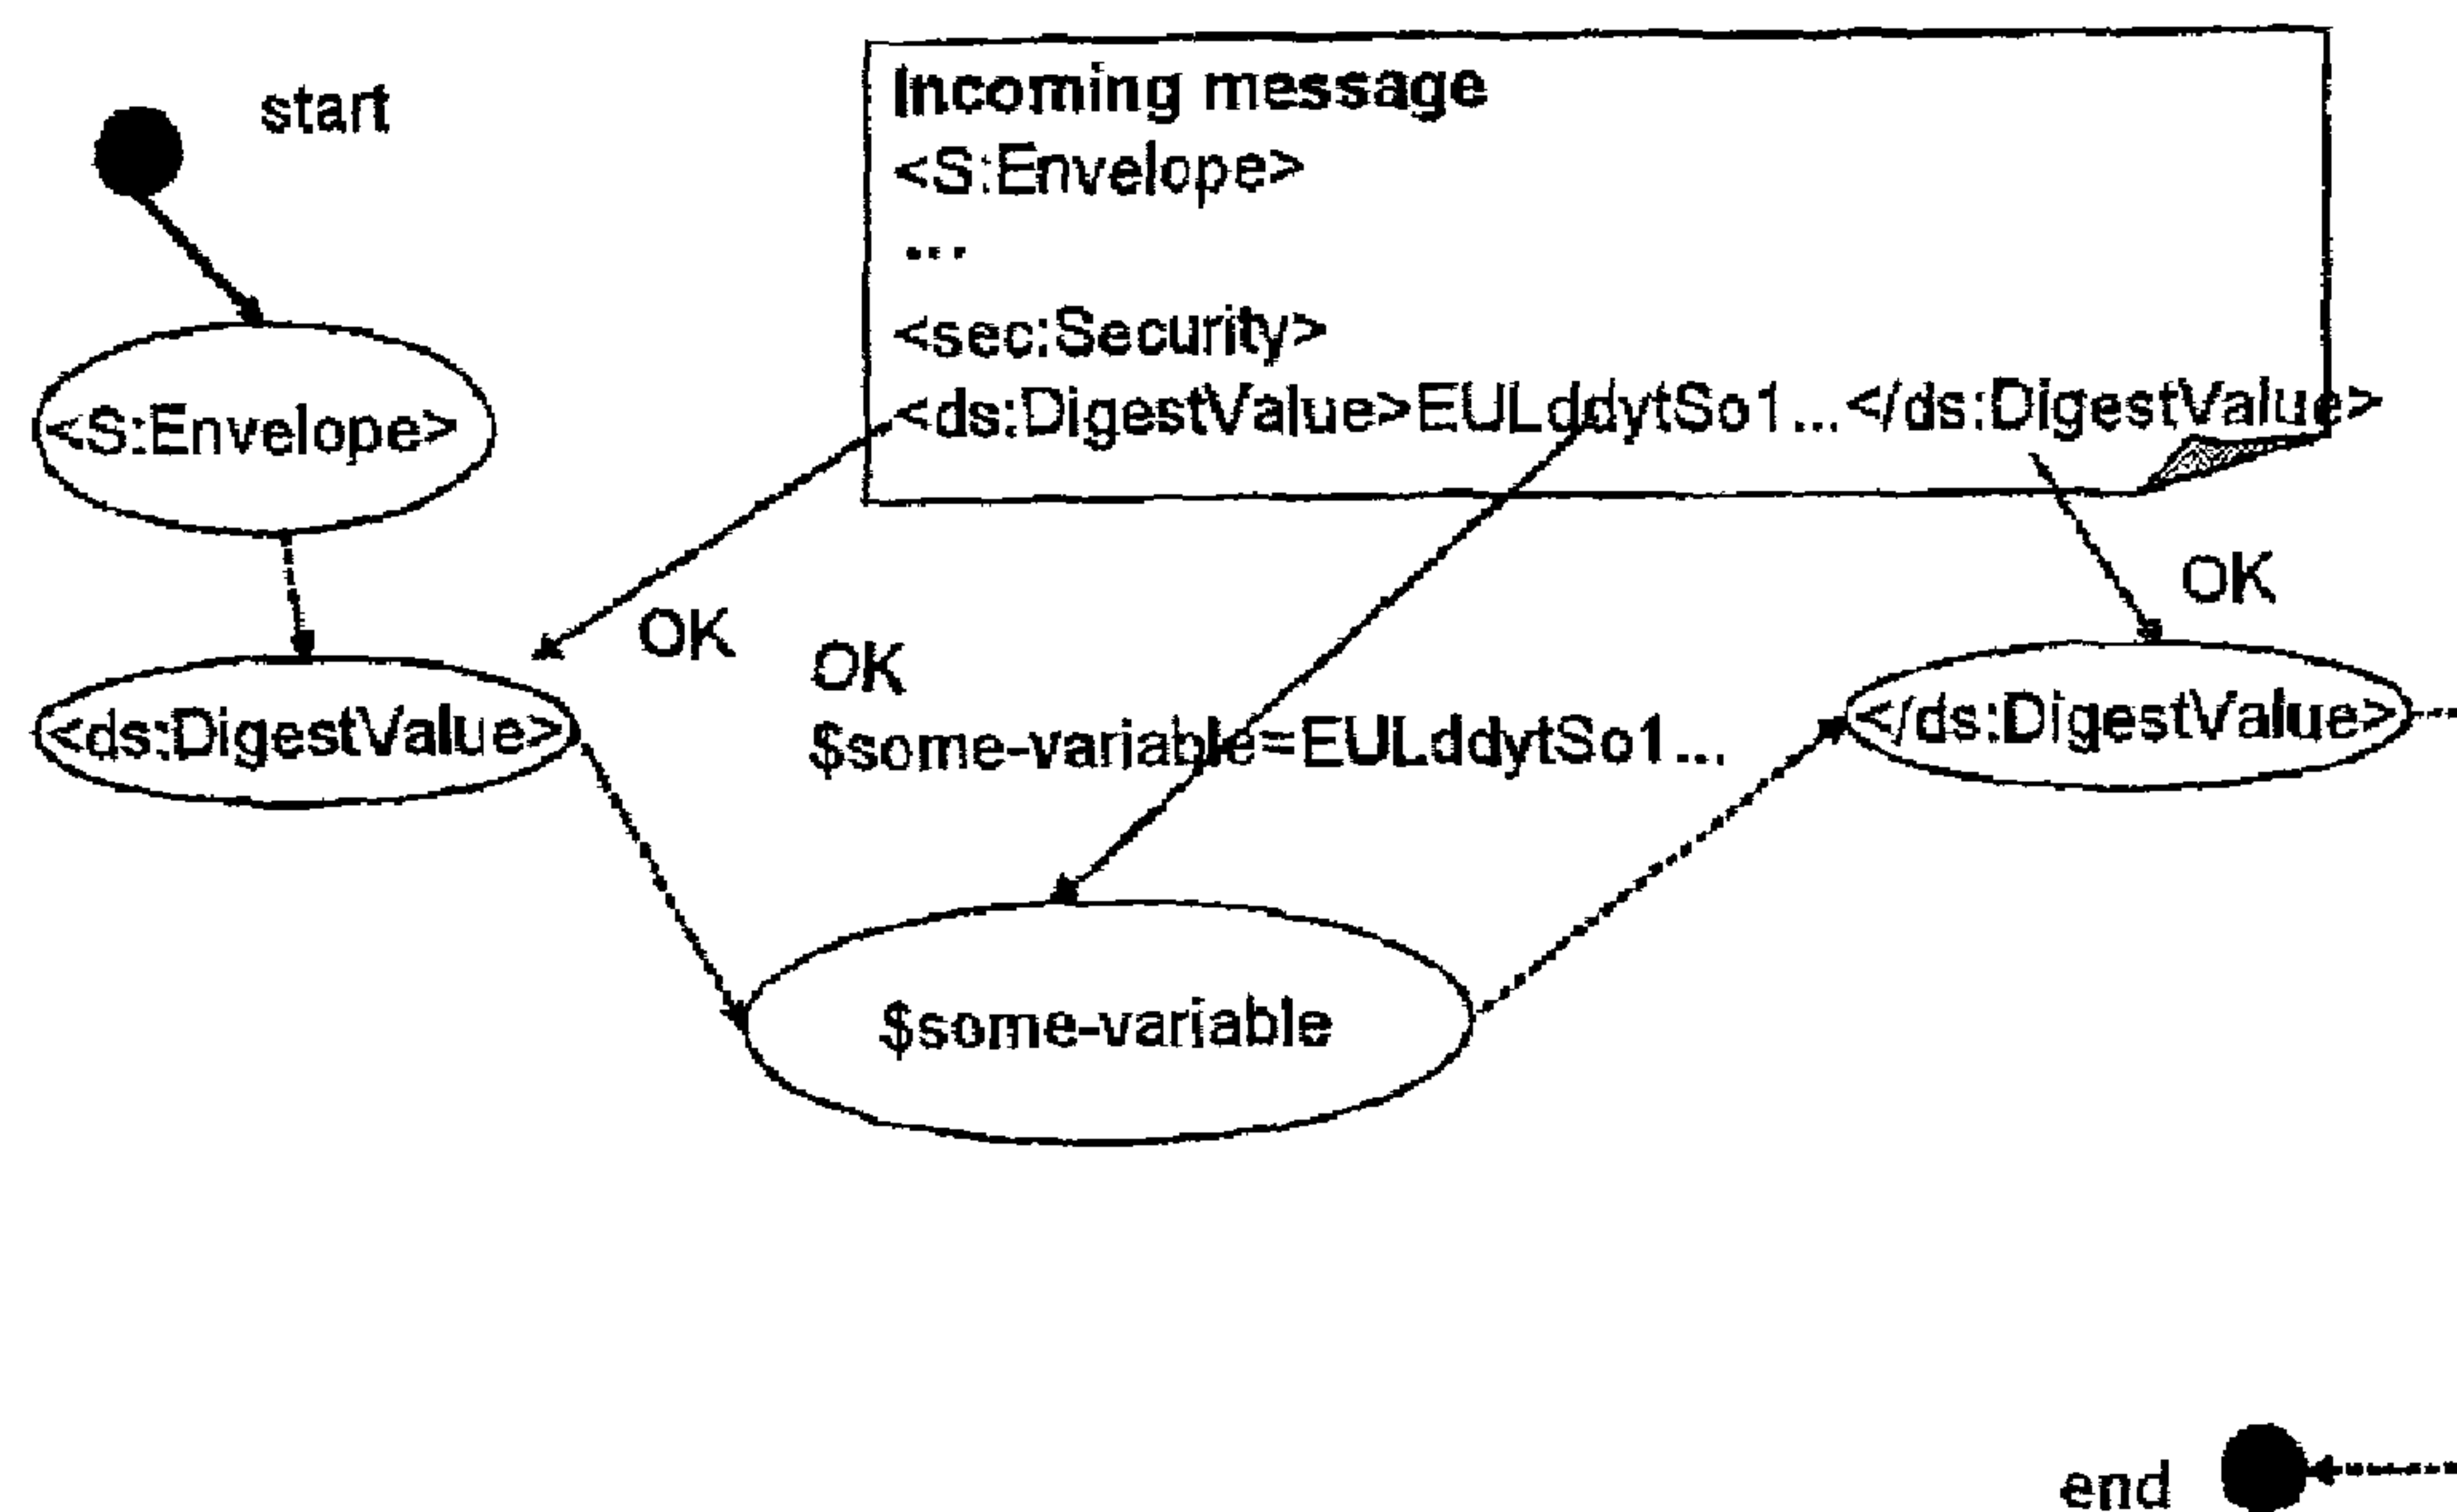 start
Incoming message
<S:Envelope>
...
<sec:Security>
<ds:DigestValue>EULddytSo1...</ds:DigestValue>
<S:Envelope>
OK
OK
OK
$some-variable=EULddytSo1...
<ds:DigestValue>
</ds:DigestValue>
$some-variable
end